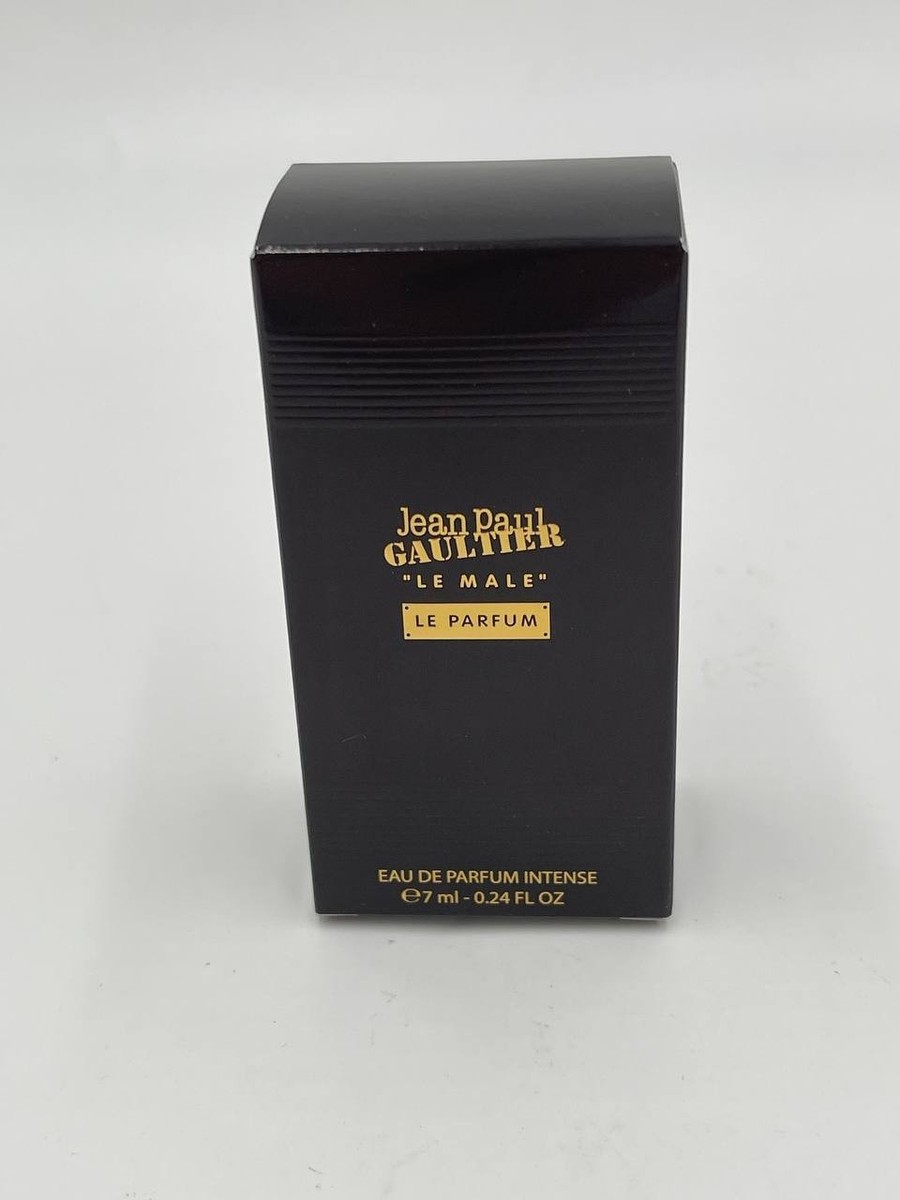 Jean Paul
GAULTIER
"LE MALE"
LE PARFUM
EAU DE PARFUM INTENSE
℮7 ml - 0.24 FL OZ